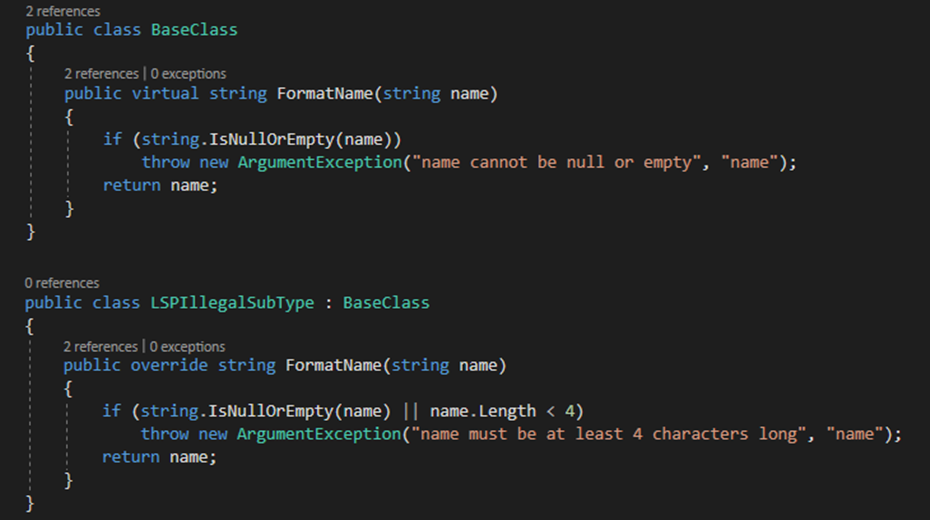 2 references
public class BaseClass
{
2 references | 0 exceptions
public virtual string FormatName(string name)
{
if (string.IsNullOrEmpty(name))
throw new ArgumentException("name cannot be null or empty", "name");
return name;
}
}
0 references
public class LSPIllegalSubType : BaseClass
{
2 references | 0 exceptions
public override string FormatName(string name)
{
if (string.IsNullOrEmpty(name) || name.Length < 4)
throw new ArgumentException("name must be at least 4 characters long", "name");
return name;
}
}